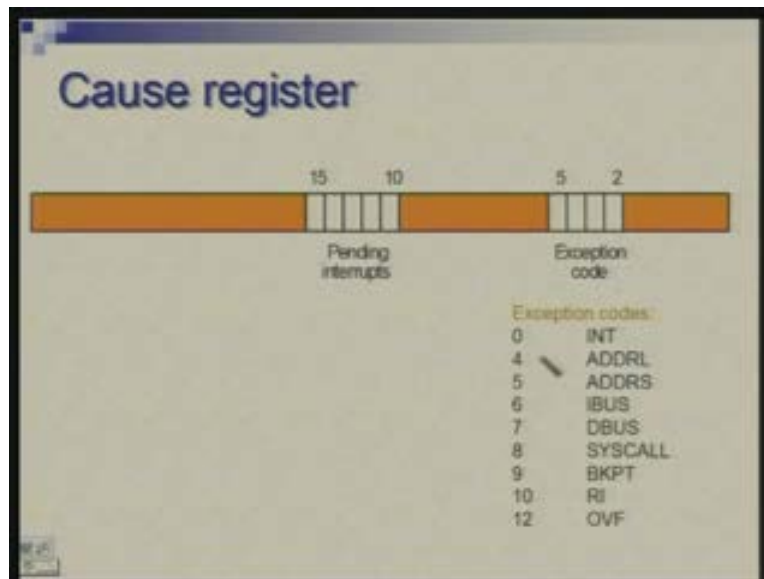 Cause register
15 10 5 2
Pending
interrupts
Exception
code
Exception codes:
0 INT
4 ADDRL
5 ADDRS
6 IBUS
7 DBUS
8 SYSCALL
9 BKPT
10 RI
12 OVF